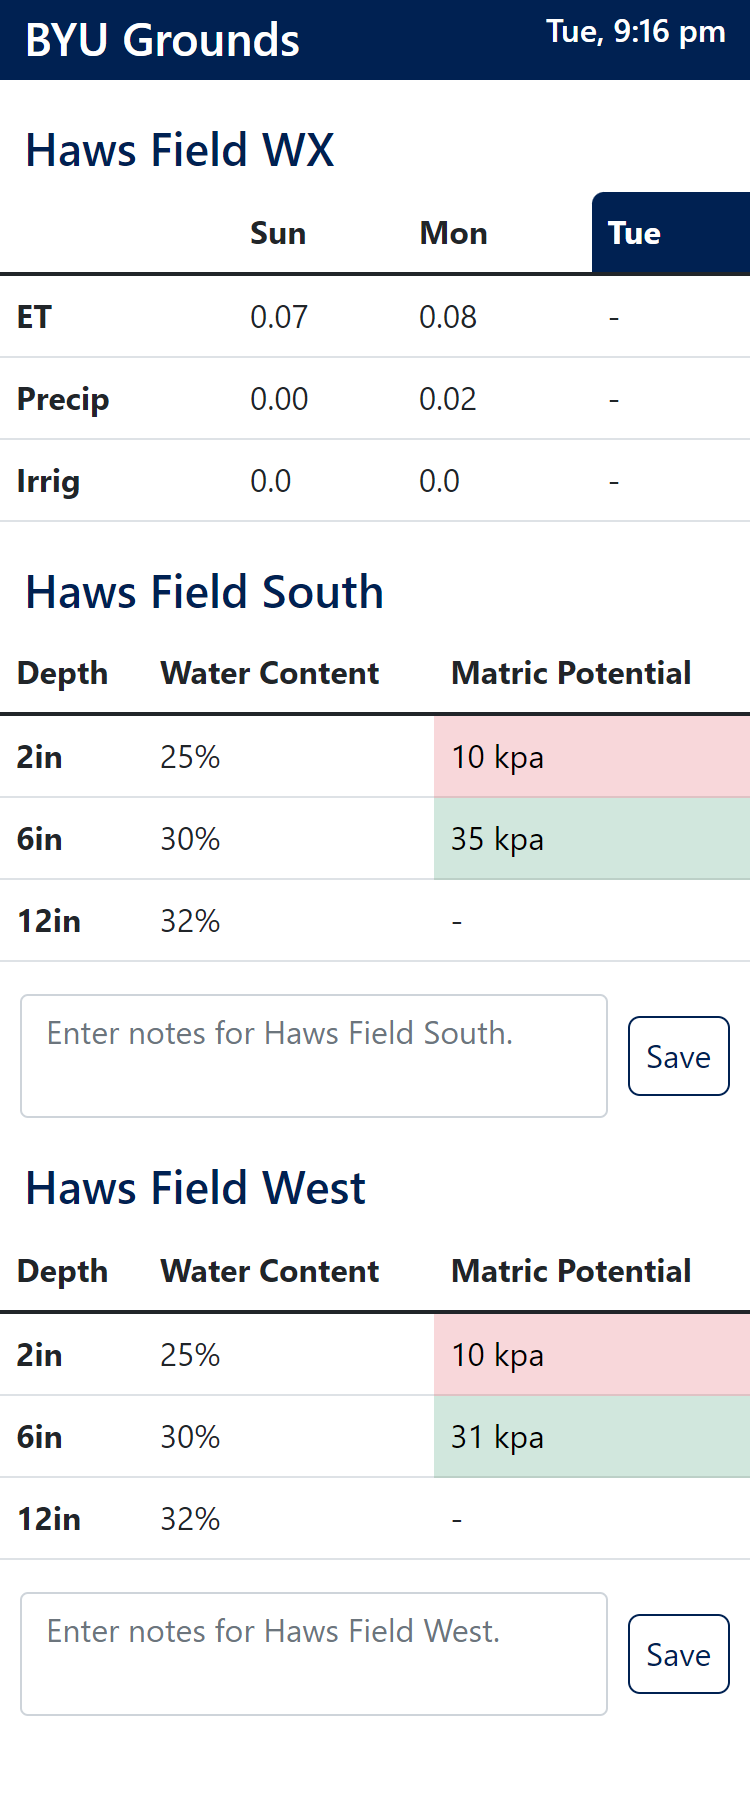 BYU Grounds Tue, 9:16 pm
Haws Field WX
Sun Mon Tue
ET 0.07 0.08 -
Precip 0.00 0.02 -
Irrig 0.0 0.0 -
Haws Field South
Depth Water Content Matric Potential
2in 25% 10 kpa
6in 30% 35 kpa
12in 32% -
Enter notes for Haws Field South.
Save
Haws Field West
Depth Water Content Matric Potential
2in 25% 10 kpa
6in 30% 31 kpa
12in 32% -
Enter notes for Haws Field West.
Save